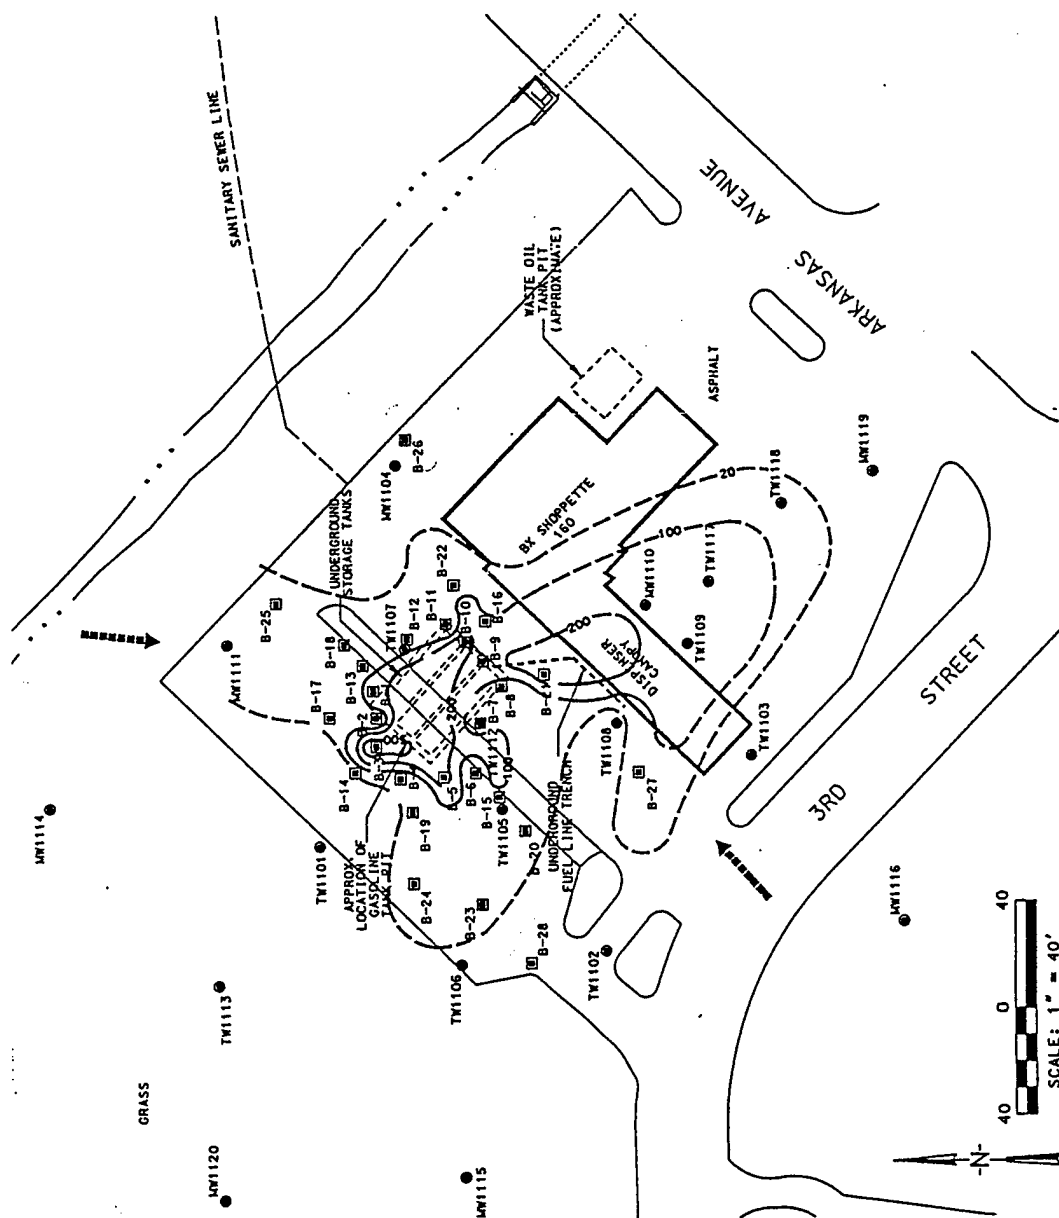 SANITARY SEWER LINE
AVENUE
ARKANSAS
WASTE OIL
TANK PIT
(APPROXIMATE)
ASPHALT
MW1119
TW1118
20
100
TW1117
B-26
MW1104
UNDERGROUND
STORAGE TANKS
BX SHOPPETTE
160
B-22
B-25
B-12
B-11
B-10
B-16
TW1107
B-18
MW1110
MW1111
B-13
B-9
200
TW1109
DISPENSER
CANOPY
B-17
B-2
B-8
B-7
200
TW1112
TW1108
TW1103
B-14
B-5
B-6
100
B-27
STREET
3RD
MW1114
B-19
B-15
TW1105
UNDERGROUND
FUEL LINE TRENCH
TW1101
APPROX.
LOCATION OF
GASOLINE
TANK PIT
B-24
B-20
B-23
B-28
TW1106
TW1102
MW1116
TW1113
GRASS
MW1120
MW1115
40 0 40
SCALE: 1" = 40'
-N-